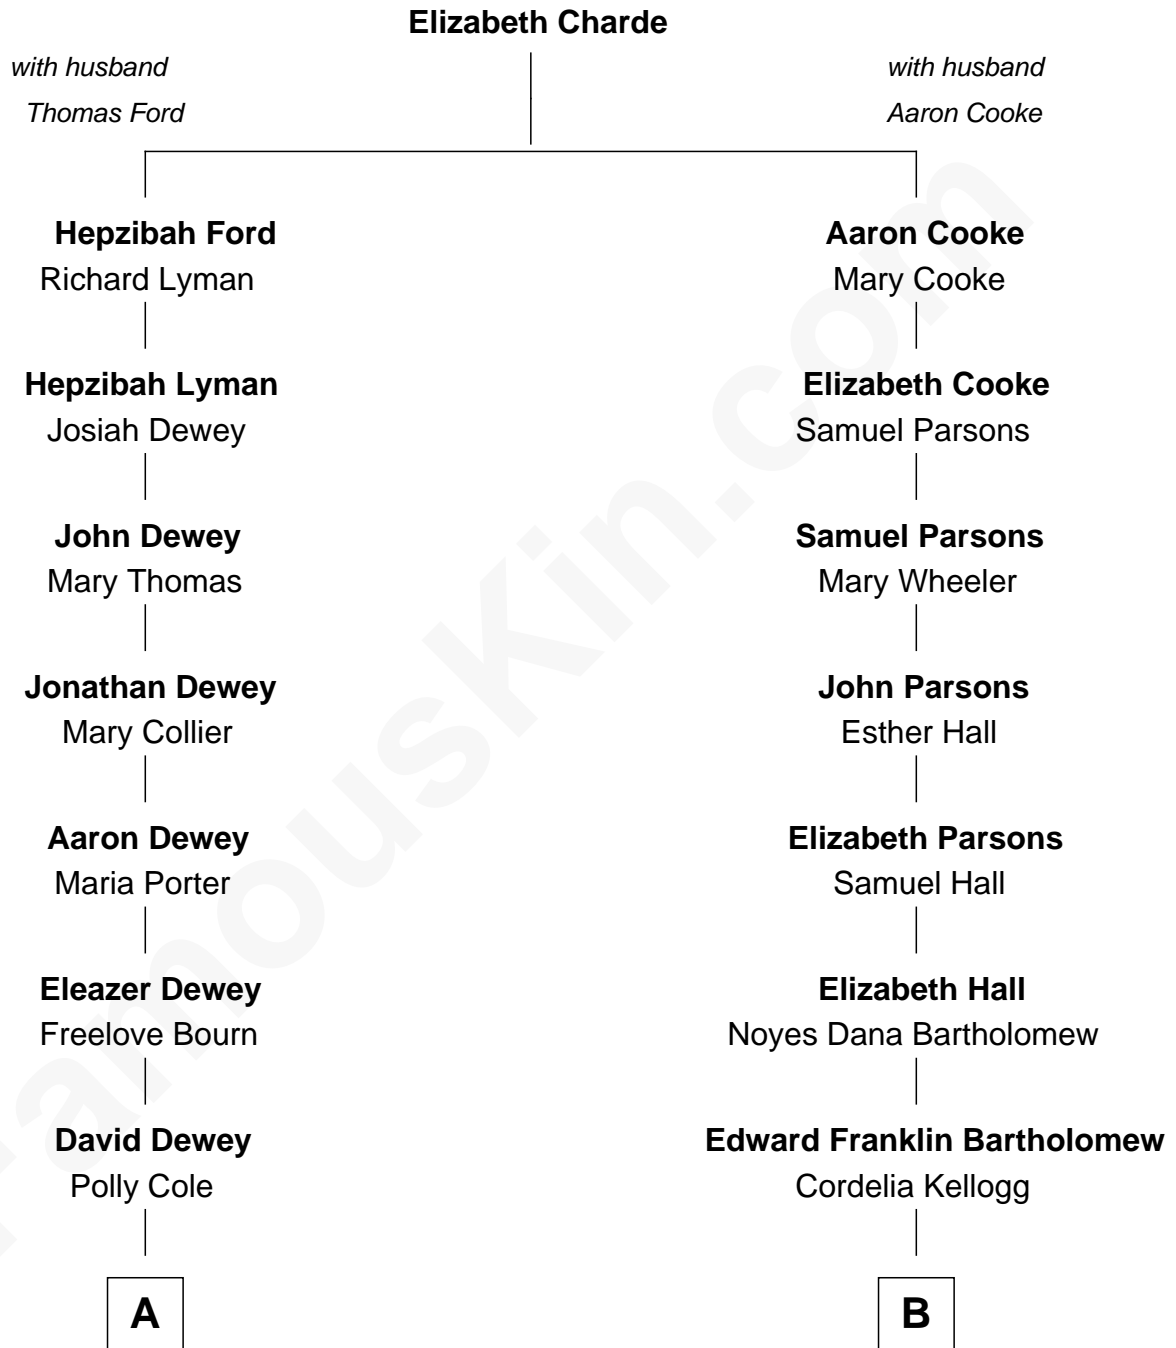 Elizabeth Charde
with husband
Thomas Ford
with husband
Aaron Cooke
Hepzibah Ford
Richard Lyman
Aaron Cooke
Mary Cooke
Hepzibah Lyman
Josiah Dewey
Elizabeth Cooke
Samuel Parsons
John Dewey
Mary Thomas
Samuel Parsons
Mary Wheeler
Jonathan Dewey
Mary Collier
John Parsons
Esther Hall
Aaron Dewey
Maria Porter
Elizabeth Parsons
Samuel Hall
Eleazer Dewey
Freelove Bourn
Elizabeth Hall
Noyes Dana Bartholomew
David Dewey
Polly Cole
Edward Franklin Bartholomew
Cordelia Kellogg
A
B
FamousKin.com